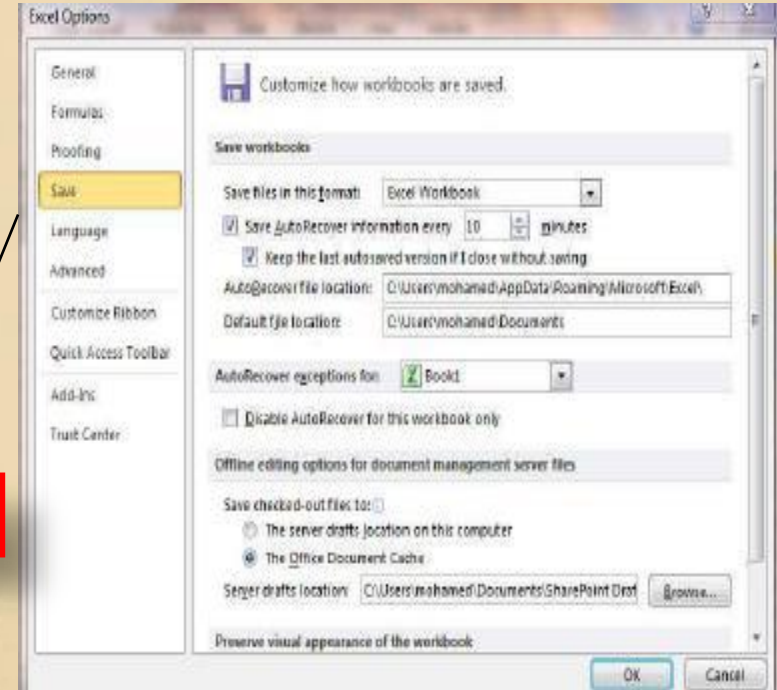 Excel Options
General
Formulas
Proofing
Save
Language
Advanced
Customize Ribbon
Quick Access Toolbar
Add-Ins
Trust Center
Customize how workbooks are saved.
Save workbooks
Save files in this format: Excel Workbook
Save AutoRecover information every 10 minutes
Keep the last autosaved version if I close without saving
AutoRecover file location: C:\Users\mohamed\AppData\Roaming\Microsoft\Excel\
Default file location: C:\Users\mohamed\Documents
AutoRecover exceptions for: Book1
Disable AutoRecover for this workbook only
Offline editing options for document management server files
Save checked-out files to:
The server drafts location on this computer
The Office Document Cache
Server drafts location: C:\Users\mohamed\Documents\SharePoint Draf Browse...
Preserve visual appearance of the workbook
OK Cancel